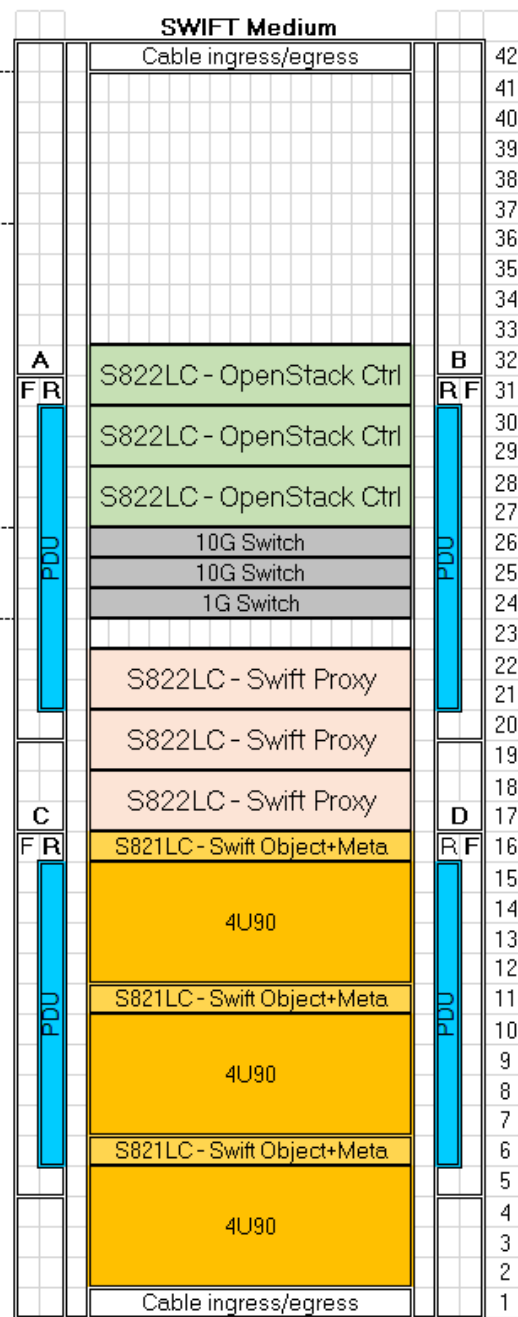 SWIFT Medium
Cable ingress/egress 42
41
40
39
38
37
36
35
34
33
A B 32
S822LC - OpenStack Ctrl
F R R F 31
30
S822LC - OpenStack Ctrl
29
28
S822LC - OpenStack Ctrl
27
PDU 10G Switch PDU 26
10G Switch 25
1G Switch 24
23
22
S822LC - Swift Proxy
21
20
S822LC - Swift Proxy
19
18
S822LC - Swift Proxy
C D 17
F R S821LC - Swift Object+Meta R F 16
15
14
4U90
13
12
PDU S821LC - Swift Object+Meta PDU 11
10
4U90
9
8
7
S821LC - Swift Object+Meta 6
5
4
4U90
3
2
Cable ingress/egress 1